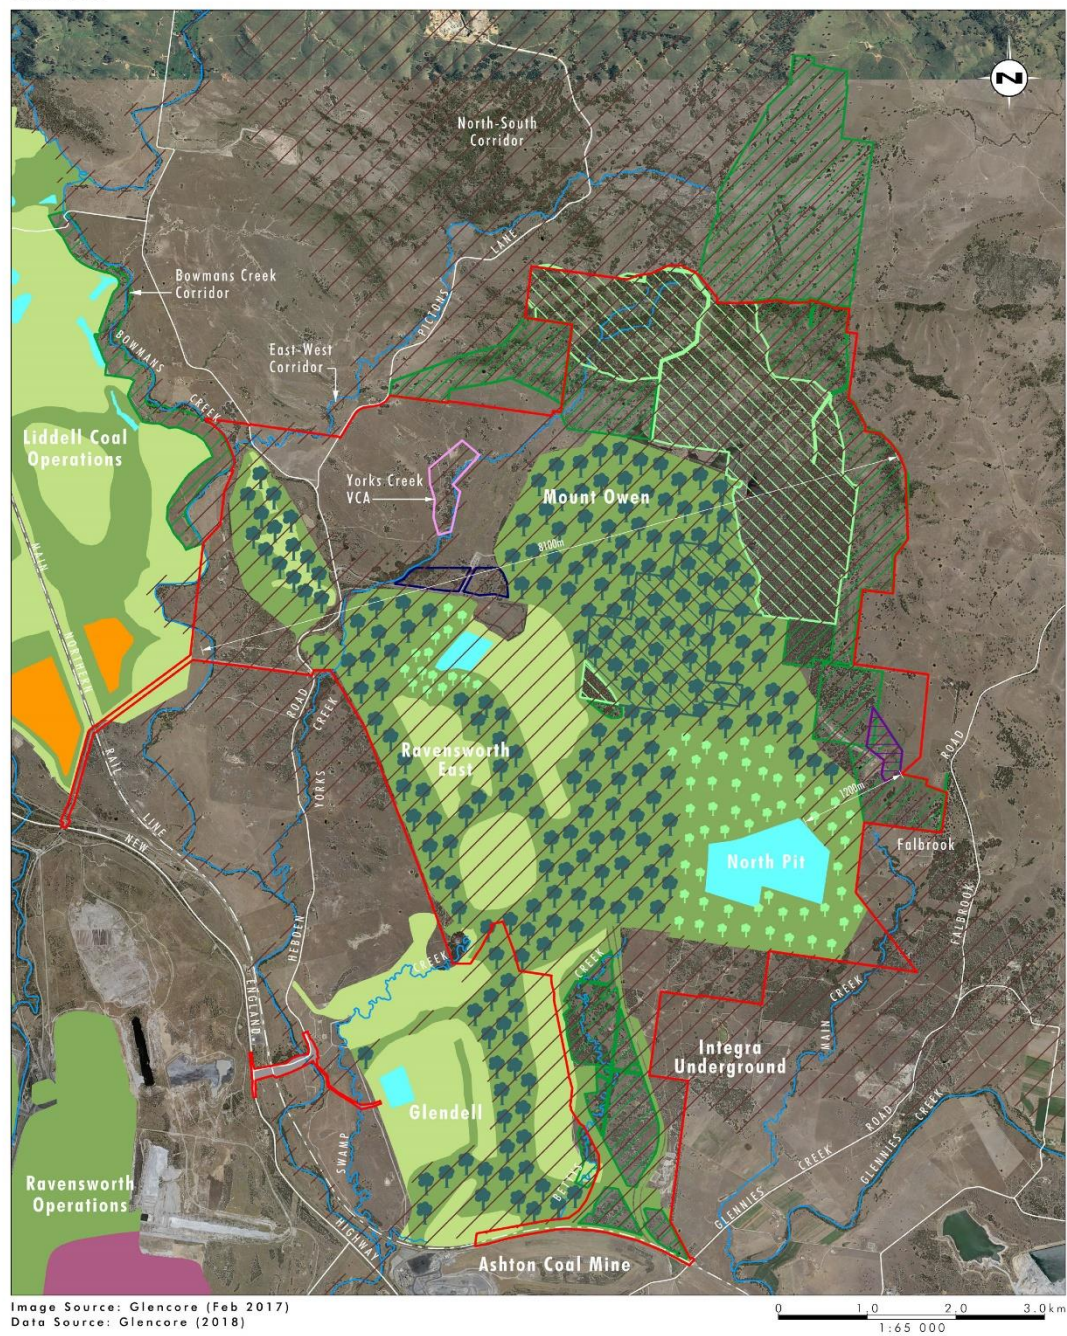 N
North-South
Corridor
LANE
PICTONS
Bowmans Creek
Corridor
BOWMANS
CREEK
East-West
Corridor
Liddell Coal
Operations
Yorks Creek
VCA
Mount Owen
8100m
MAIN
NORTHERN
RAIL
LINE
ROAD
CREEK
YORKS
HEBDEN
Ravensworth
East
1200m
ROAD
North Pit
Falbrook
FALBROOK
NEW
ENGLAND
HIGHWAY
CREEK
CREEK
CREEK
MAIN
Integra
Underground
Glendell
SWAMP
BETTYS
ROAD
CREEK
GLENNIES
CREEK
GLENNIES
Ravensworth
Operations
Ashton Coal Mine
Image Source: Glencore (Feb 2017)
Data Source: Glencore (2018)
0 1.0 2.0 3.0km
1:65 000